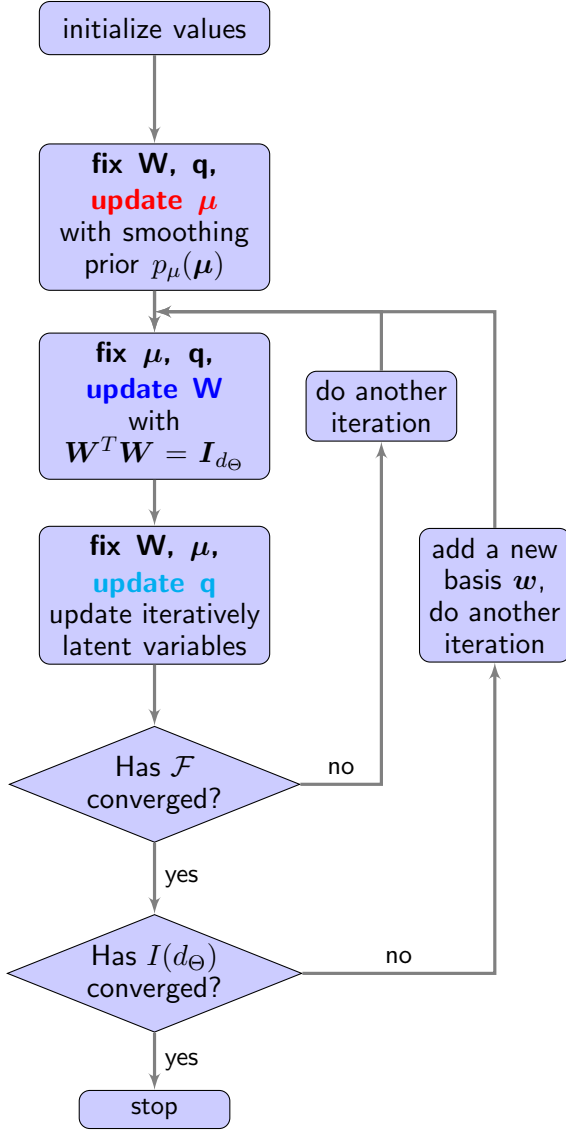 initialize values
fix W, q,
update μ
with smoothing
prior p_μ(μ)
fix μ, q,
update W
with
W^T W = I_{d_Θ}
do another
iteration
fix W, μ,
update q
update iteratively
latent variables
add a new
basis w,
do another
iteration
Has ℱ
converged?
no
yes
Has I(d_Θ)
converged?
no
yes
stop